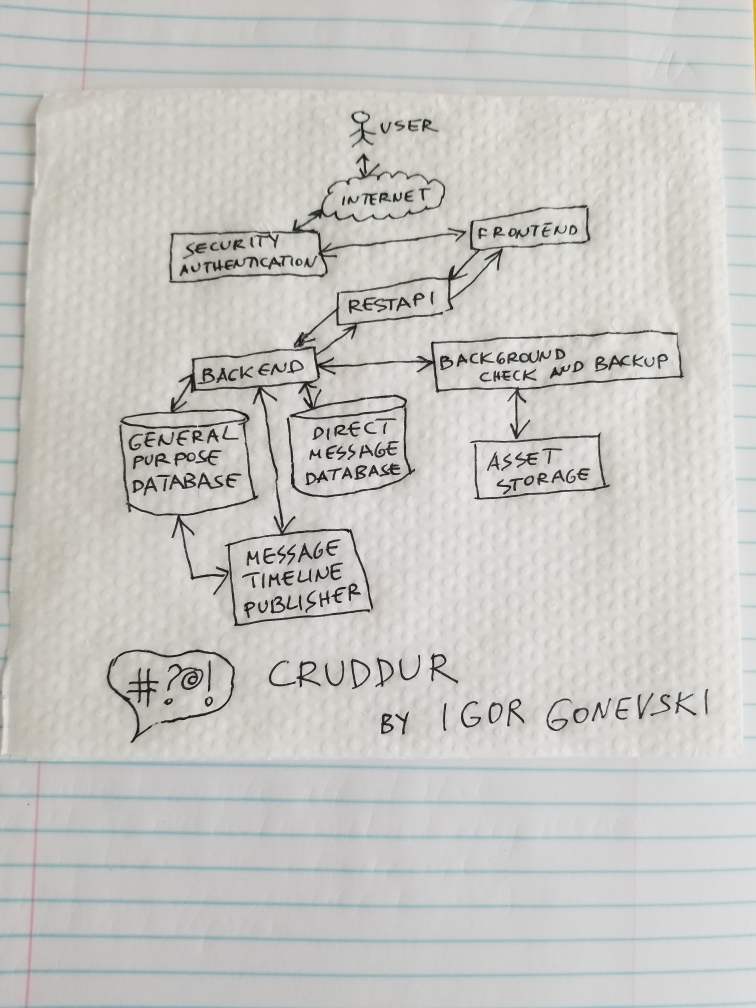 USER
INTERNET
SECURITY
AUTHENTICATION
FRONTEND
RESTAPI
BACKEND
BACKGROUND
CHECK AND BACKUP
GENERAL
PURPOSE
DATABASE
DIRECT
MESSAGE
DATABASE
ASSET
STORAGE
MESSAGE
TIMELINE
PUBLISHER
#?@!
CRUDDUR
BY IGOR GONEVSKI